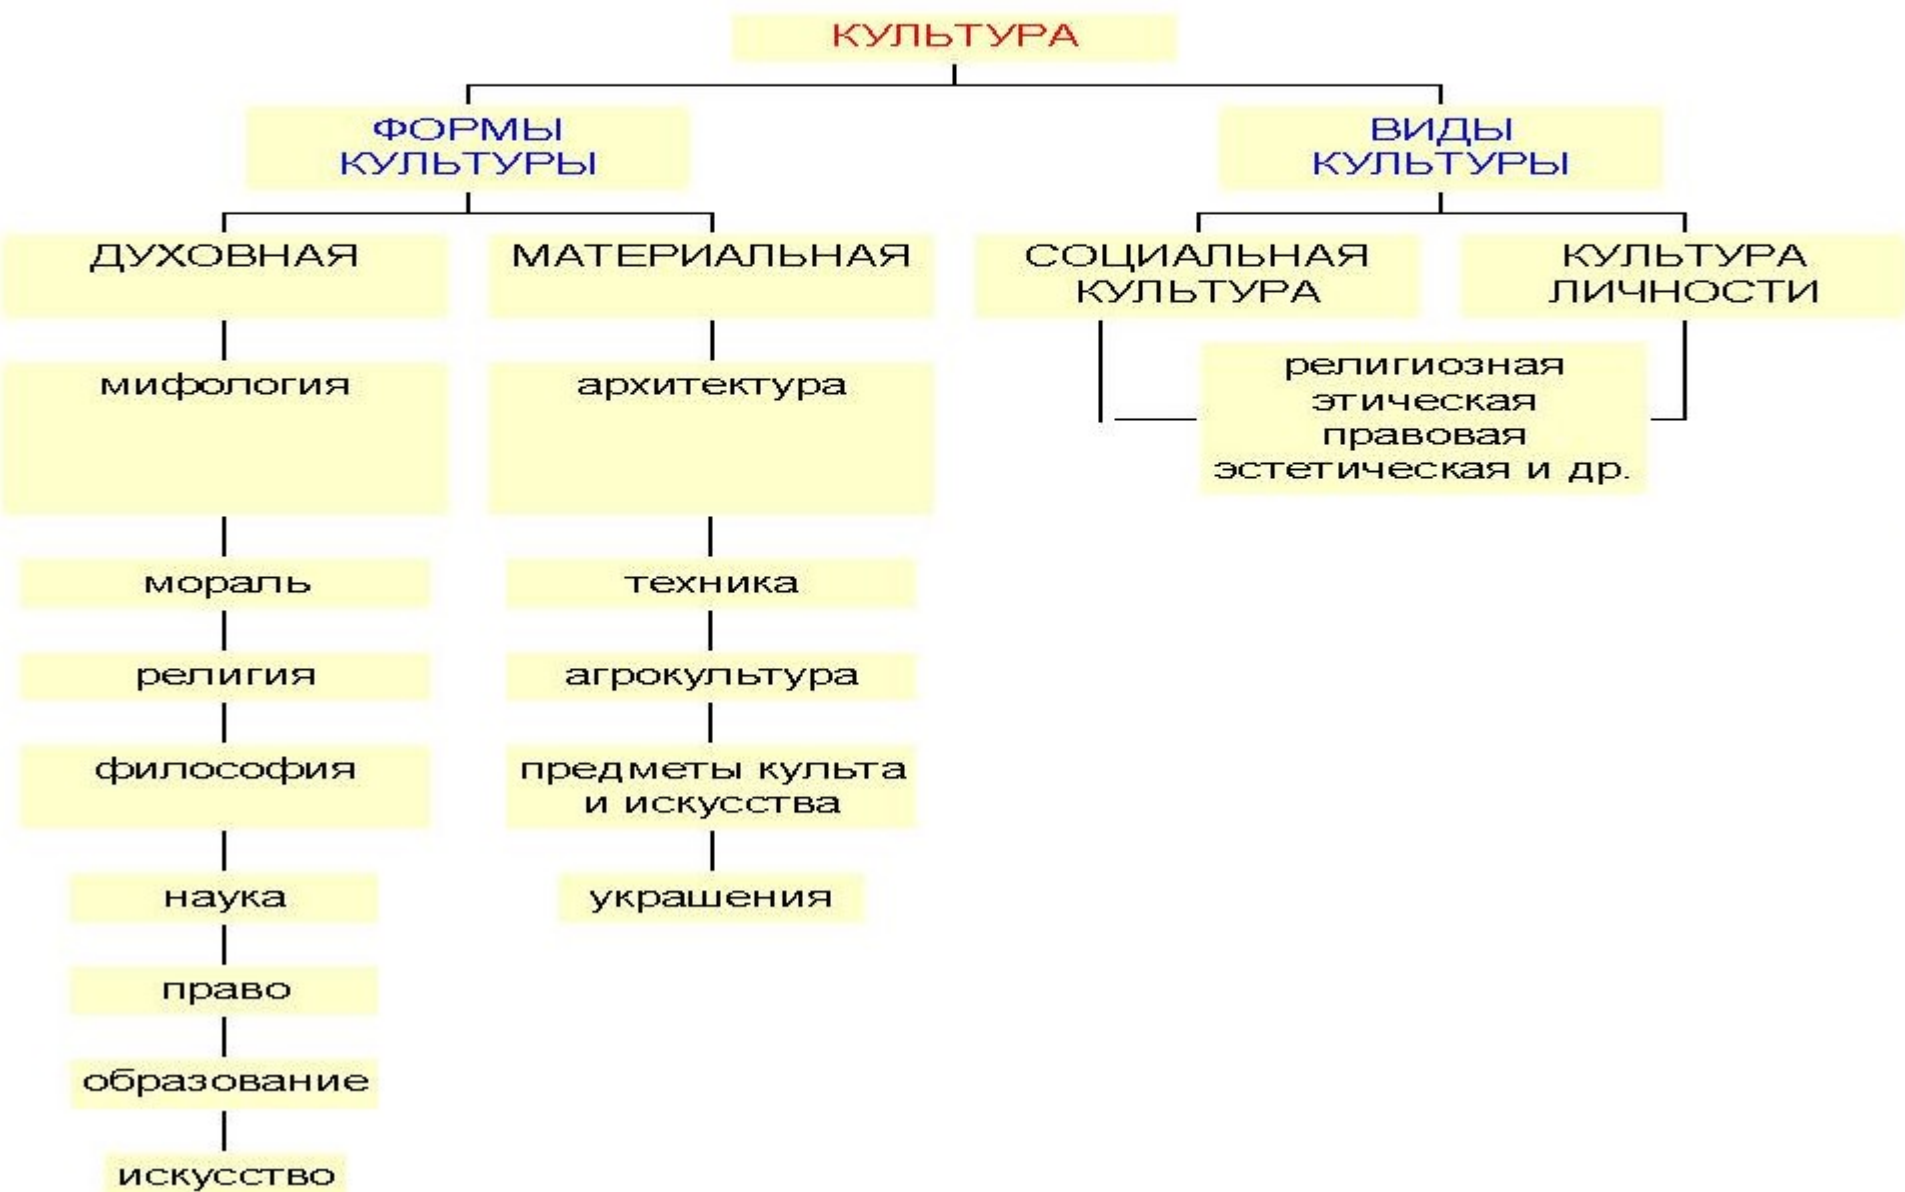 КУЛЬТУРА
ФОРМЫ
КУЛЬТУРЫ
ВИДЫ
КУЛЬТУРЫ
ДУХОВНАЯ
МАТЕРИАЛЬНАЯ
СОЦИАЛЬНАЯ
КУЛЬТУРА
КУЛЬТУРА
ЛИЧНОСТИ
мифология
архитектура
религиозная
этическая
правовая
эстетическая и др.
мораль
техника
религия
агрокультура
философия
предметы культа
и искусства
наука
украшения
право
образование
искусство